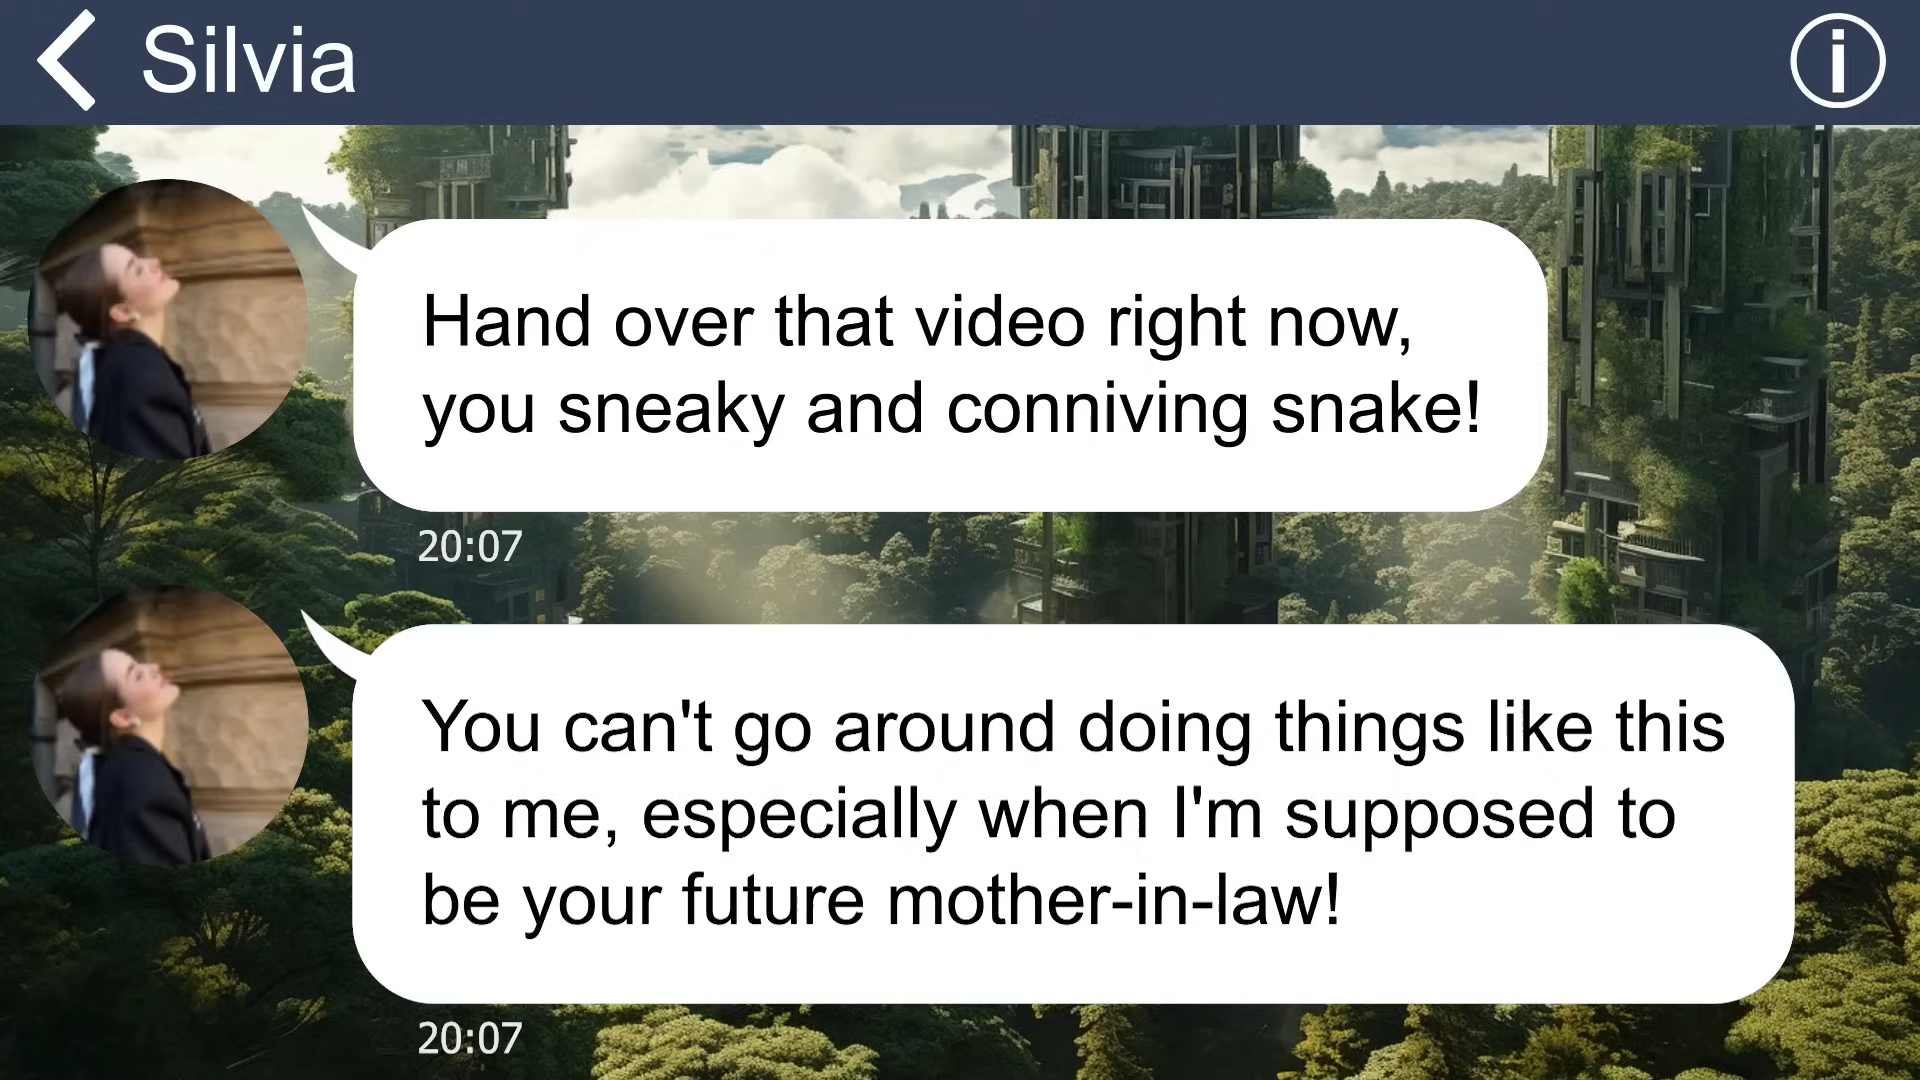 Silvia
Hand over that video right now,
you sneaky and conniving snake!
20:07
You can't go around doing things like this
to me, especially when I'm supposed to
be your future mother-in-law!
20:07